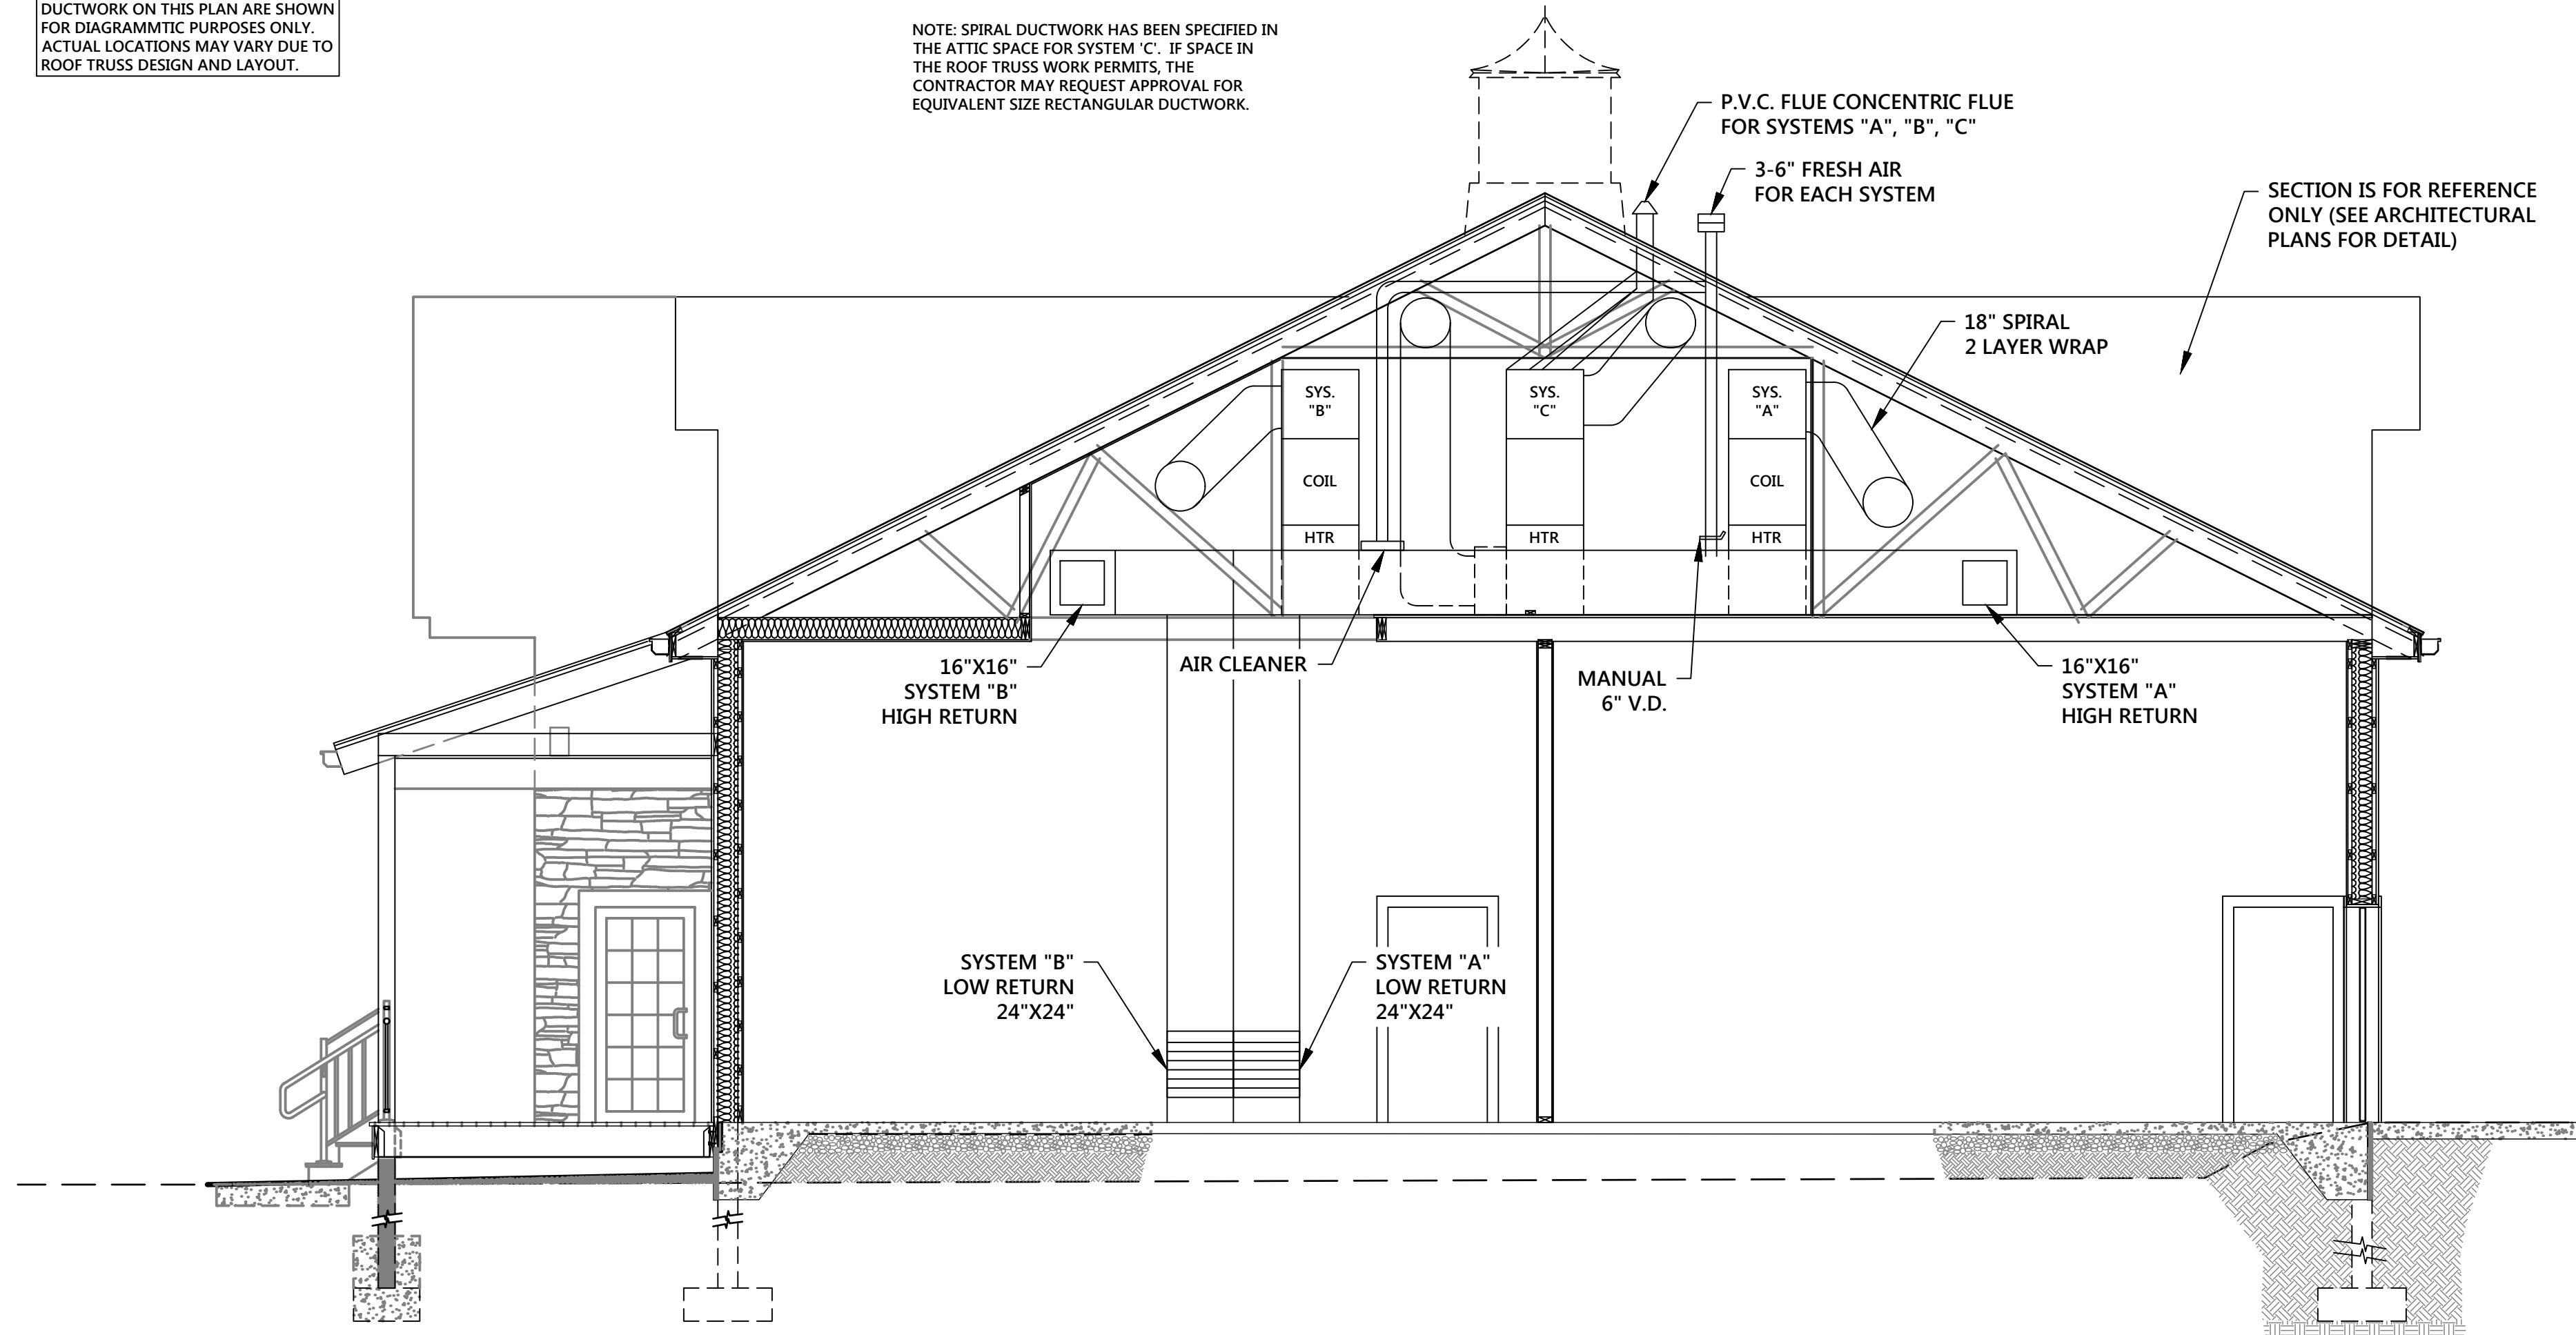 DUCTWORK ON THIS PLAN ARE SHOWN
FOR DIAGRAMMTIC PURPOSES ONLY.
ACTUAL LOCATIONS MAY VARY DUE TO
ROOF TRUSS DESIGN AND LAYOUT.
NOTE: SPIRAL DUCTWORK HAS BEEN SPECIFIED IN
THE ATTIC SPACE FOR SYSTEM 'C'. IF SPACE IN
THE ROOF TRUSS WORK PERMITS, THE
CONTRACTOR MAY REQUEST APPROVAL FOR
EQUIVALENT SIZE RECTANGULAR DUCTWORK.
P.V.C. FLUE CONCENTRIC FLUE
FOR SYSTEMS "A", "B", "C"
3-6" FRESH AIR
FOR EACH SYSTEM
SECTION IS FOR REFERENCE
ONLY (SEE ARCHITECTURAL
PLANS FOR DETAIL)
18" SPIRAL
2 LAYER WRAP
SYS.
"B"
COIL
HTR
SYS.
"C"
HTR
SYS.
"A"
COIL
HTR
16"X16"
SYSTEM "B"
HIGH RETURN
AIR CLEANER
MANUAL
6" V.D.
16"X16"
SYSTEM "A"
HIGH RETURN
SYSTEM "B"
LOW RETURN
24"X24"
SYSTEM "A"
LOW RETURN
24"X24"